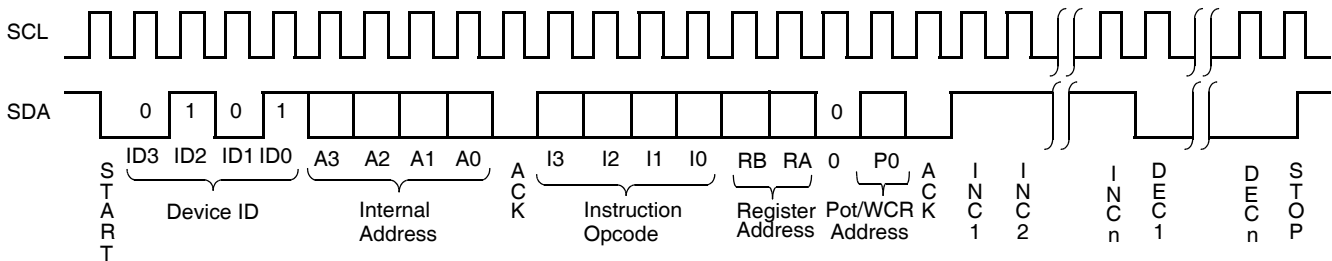 SCL
SDA
0 1 0 1 0
ID3 ID2 ID1 ID0 A3 A2 A1 A0 I3 I2 I1 I0 RB RA 0 P0
START
Device ID
Internal
Address
ACK
Instruction
Opcode
Register
Address
Pot/WCR
Address
ACK
INC1
INC2
INCn
DEC1
DECn
STOP